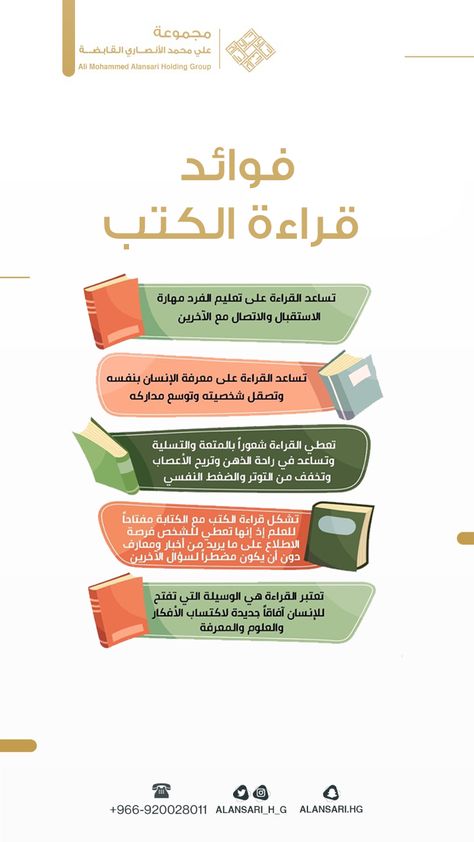 مجموعة
علي محمد الأنصاري القابضة
Ali Mohammed Alansari Holding Group
فوائد
قراءة الكتب
تساعد القراءة على تعليم الفرد مهارة
الاستقبال والاتصال مع الآخرين
تساعد القراءة على معرفة الإنسان بنفسه
وتصقل شخصيته وتوسع مداركه
تعطي القراءة شعوراً بالمتعة والتسلية
وتساعد في راحة الذهن وتريح الأعصاب
وتخفف من التوتر والضغط النفسي
تشكل قراءة الكتب مع الكتابة مفتاحاً
للعلم إذ إنها تعطي للشخص فرصة
الاطلاع على ما يريد من أخبار ومعارف
دون أن يكون مضطراً لسؤال الآخرين
تعتبر القراءة هي الوسيلة التي تفتح
للإنسان آفاقاً جديدة لاكتساب الأفكار
والعلوم والمعرفة
+966-920028011
ALANSARI_H_G
ALANSARI.HG